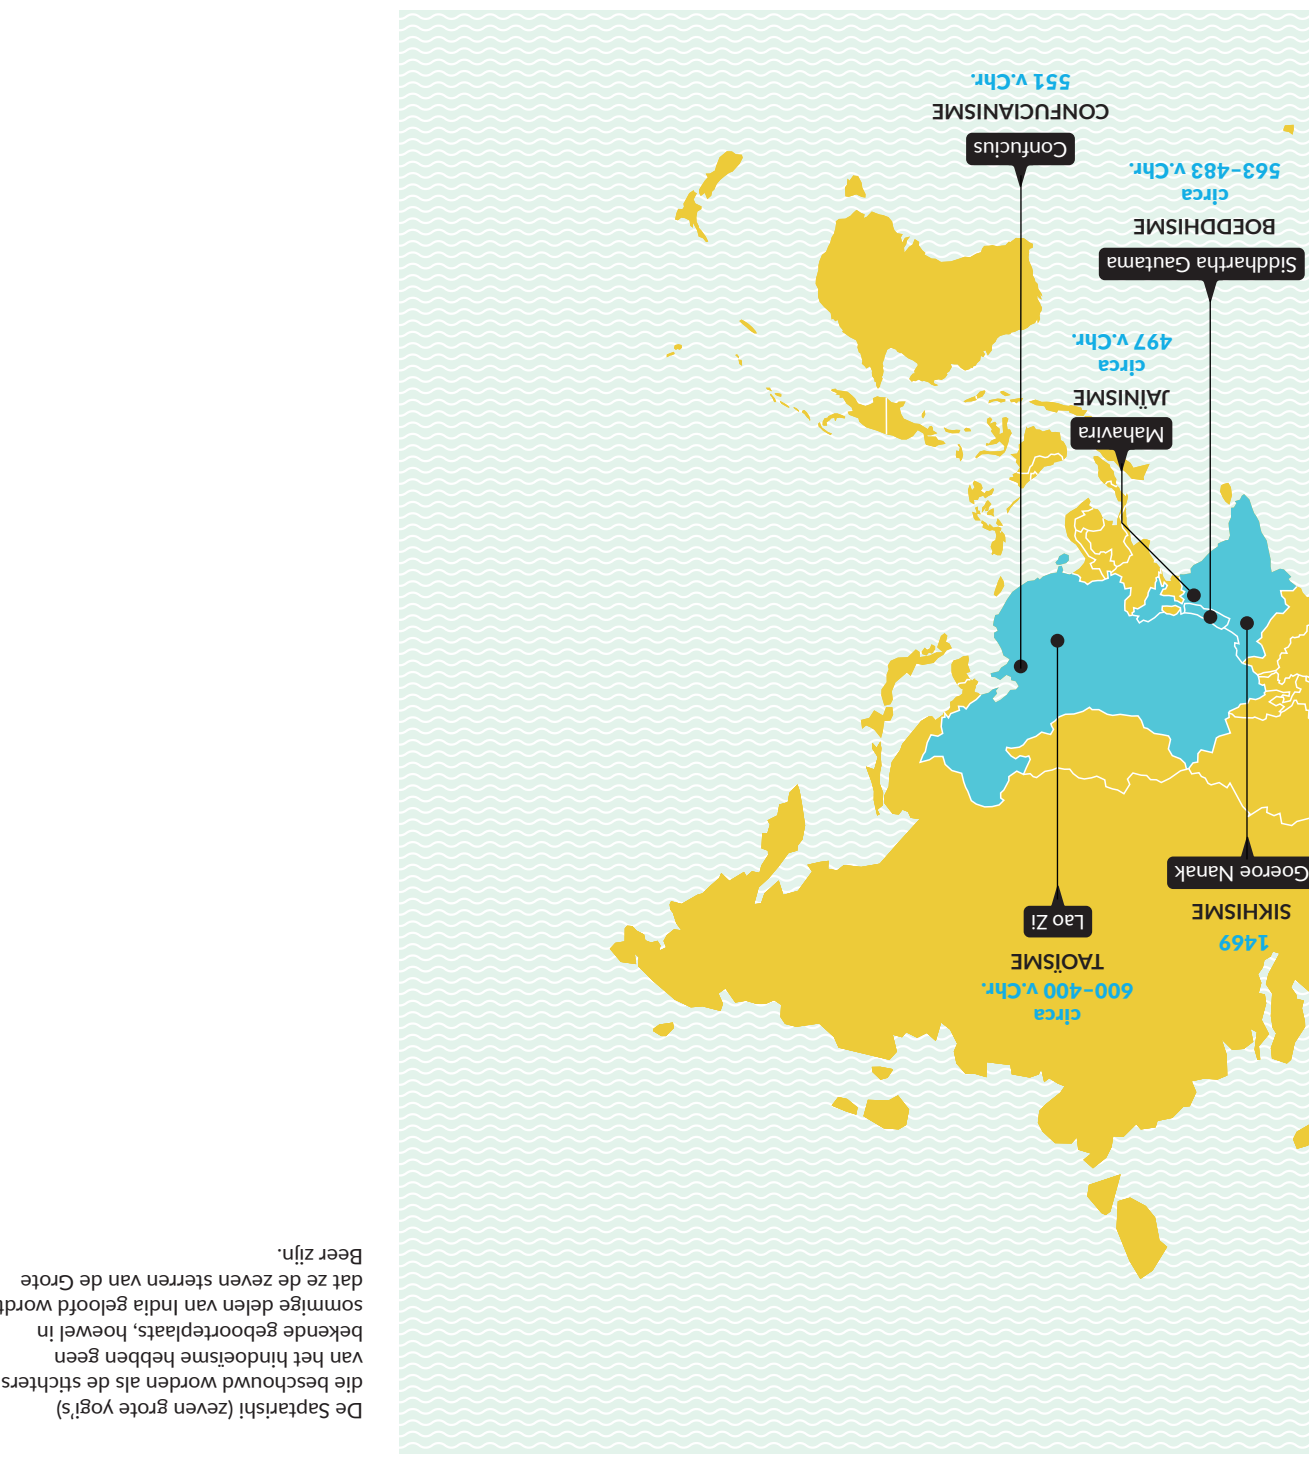 De Saptarishi (zeven grote yogi's)
die beschouwd worden als de stichters
van het hindoeïsme hebben geen
bekende geboorteplaats, hoewel in
sommige delen van India geloofd wordt
dat ze de zeven sterren van de Grote
Beer zijn.
circa
600-400 v.Chr.
TAOÏSME
Lao Zi
1469
SIKHISME
Goeroe Nanak
Mahavira
JAÏNISME
circa
497 v.Chr.
Siddhartha Gautama
BOEDDHISME
circa
563-483 v.Chr.
Confucius
CONFUCIANISME
551 v.Chr.